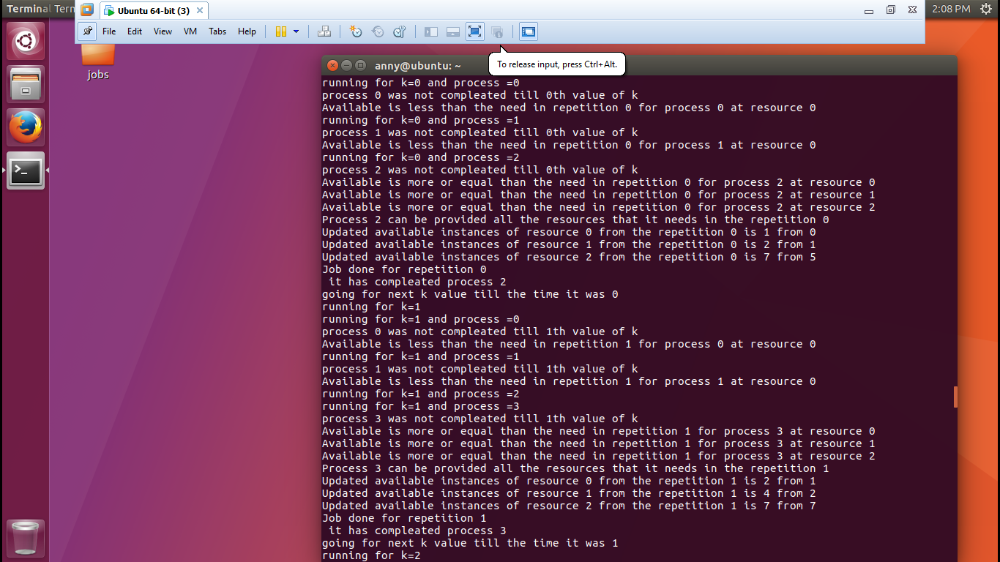 Terminal Tern
Ubuntu 64-bit (3)
2:08 PM
File Edit View VM Tabs Help
To release input, press Ctrl+Alt.
jobs
anny@ubuntu: ~
running for k=0 and process =0
process 0 was not compleated till 0th value of k
Available is less than the need in repetition 0 for process 0 at resource 0
running for k=0 and process =1
process 1 was not compleated till 0th value of k
Available is less than the need in repetition 0 for process 1 at resource 0
running for k=0 and process =2
process 2 was not compleated till 0th value of k
Available is more or equal than the need in repetition 0 for process 2 at resource 0
Available is more or equal than the need in repetition 0 for process 2 at resource 1
Available is more or equal than the need in repetition 0 for process 2 at resource 2
Process 2 can be provided all the resources that it needs in the repetition 0
Updated available instances of resource 0 from the repetition 0 is 1 from 0
Updated available instances of resource 1 from the repetition 0 is 2 from 1
Updated available instances of resource 2 from the repetition 0 is 7 from 5
Job done for repetition 0
it has compleated process 2
going for next k value till the time it was 0
running for k=1
running for k=1 and process =0
process 0 was not compleated till 1th value of k
Available is less than the need in repetition 1 for process 0 at resource 0
running for k=1 and process =1
process 1 was not compleated till 1th value of k
Available is less than the need in repetition 1 for process 1 at resource 0
running for k=1 and process =2
running for k=1 and process =3
process 3 was not compleated till 1th value of k
Available is more or equal than the need in repetition 1 for process 3 at resource 0
Available is more or equal than the need in repetition 1 for process 3 at resource 1
Available is more or equal than the need in repetition 1 for process 3 at resource 2
Process 3 can be provided all the resources that it needs in the repetition 1
Updated available instances of resource 0 from the repetition 1 is 2 from 1
Updated available instances of resource 1 from the repetition 1 is 4 from 2
Updated available instances of resource 2 from the repetition 1 is 7 from 7
Job done for repetition 1
it has compleated process 3
going for next k value till the time it was 1
running for k=2